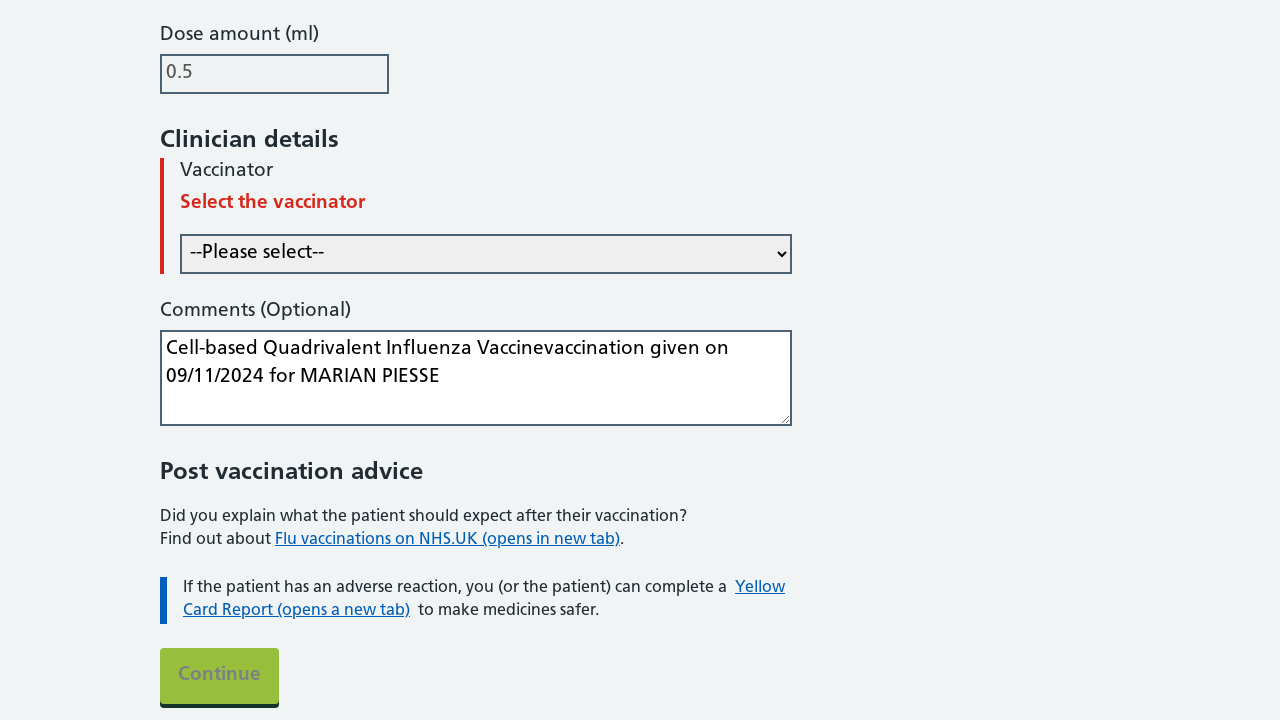 Dose amount (ml)
0.5
Clinician details
Vaccinator
Select the vaccinator
--Please select--
Comments (Optional)
Cell-based Quadrivalent Influenza Vaccinevaccination given on
09/11/2024 for MARIAN PIESSE
Post vaccination advice
Did you explain what the patient should expect after their vaccination?
Find out about Flu vaccinations on NHS.UK (opens in new tab).
If the patient has an adverse reaction, you (or the patient) can complete a Yellow
Card Report (opens a new tab) to make medicines safer.
Continue